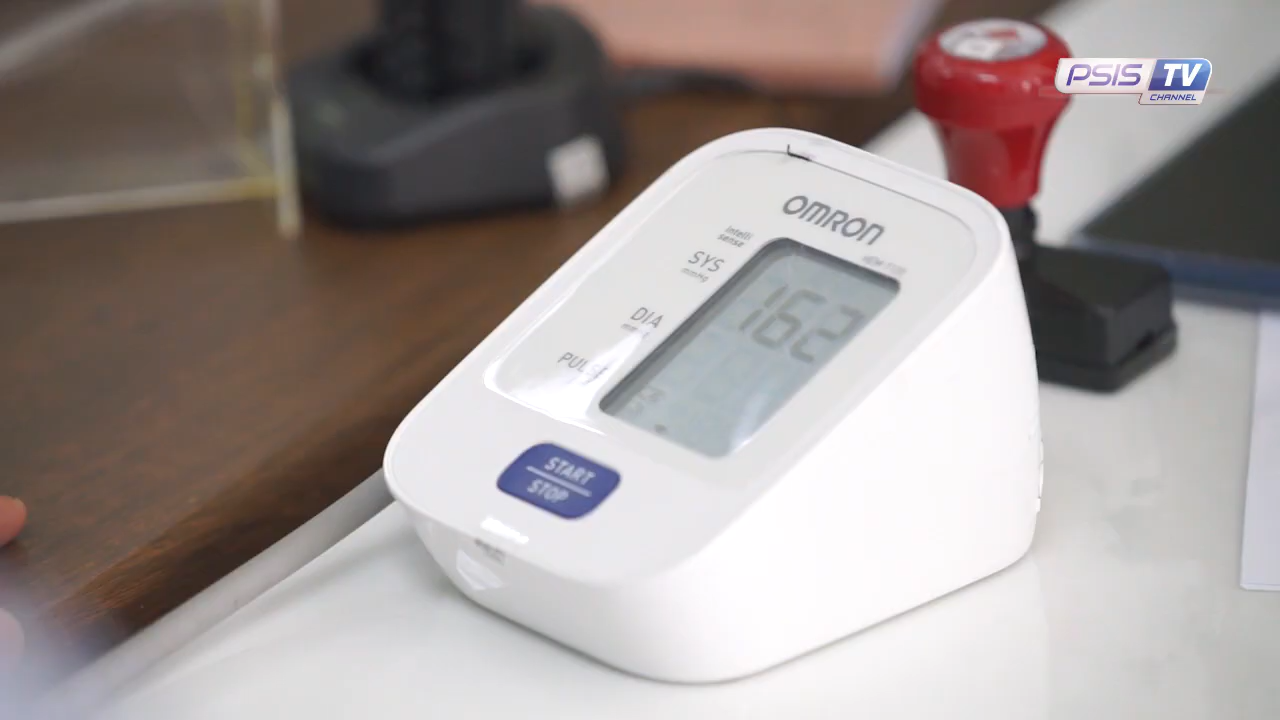 PSIS TV
CHANNEL
OMRON
intelli
sense
SYS
mmHg
162
DIA
PULSE
START
STOP